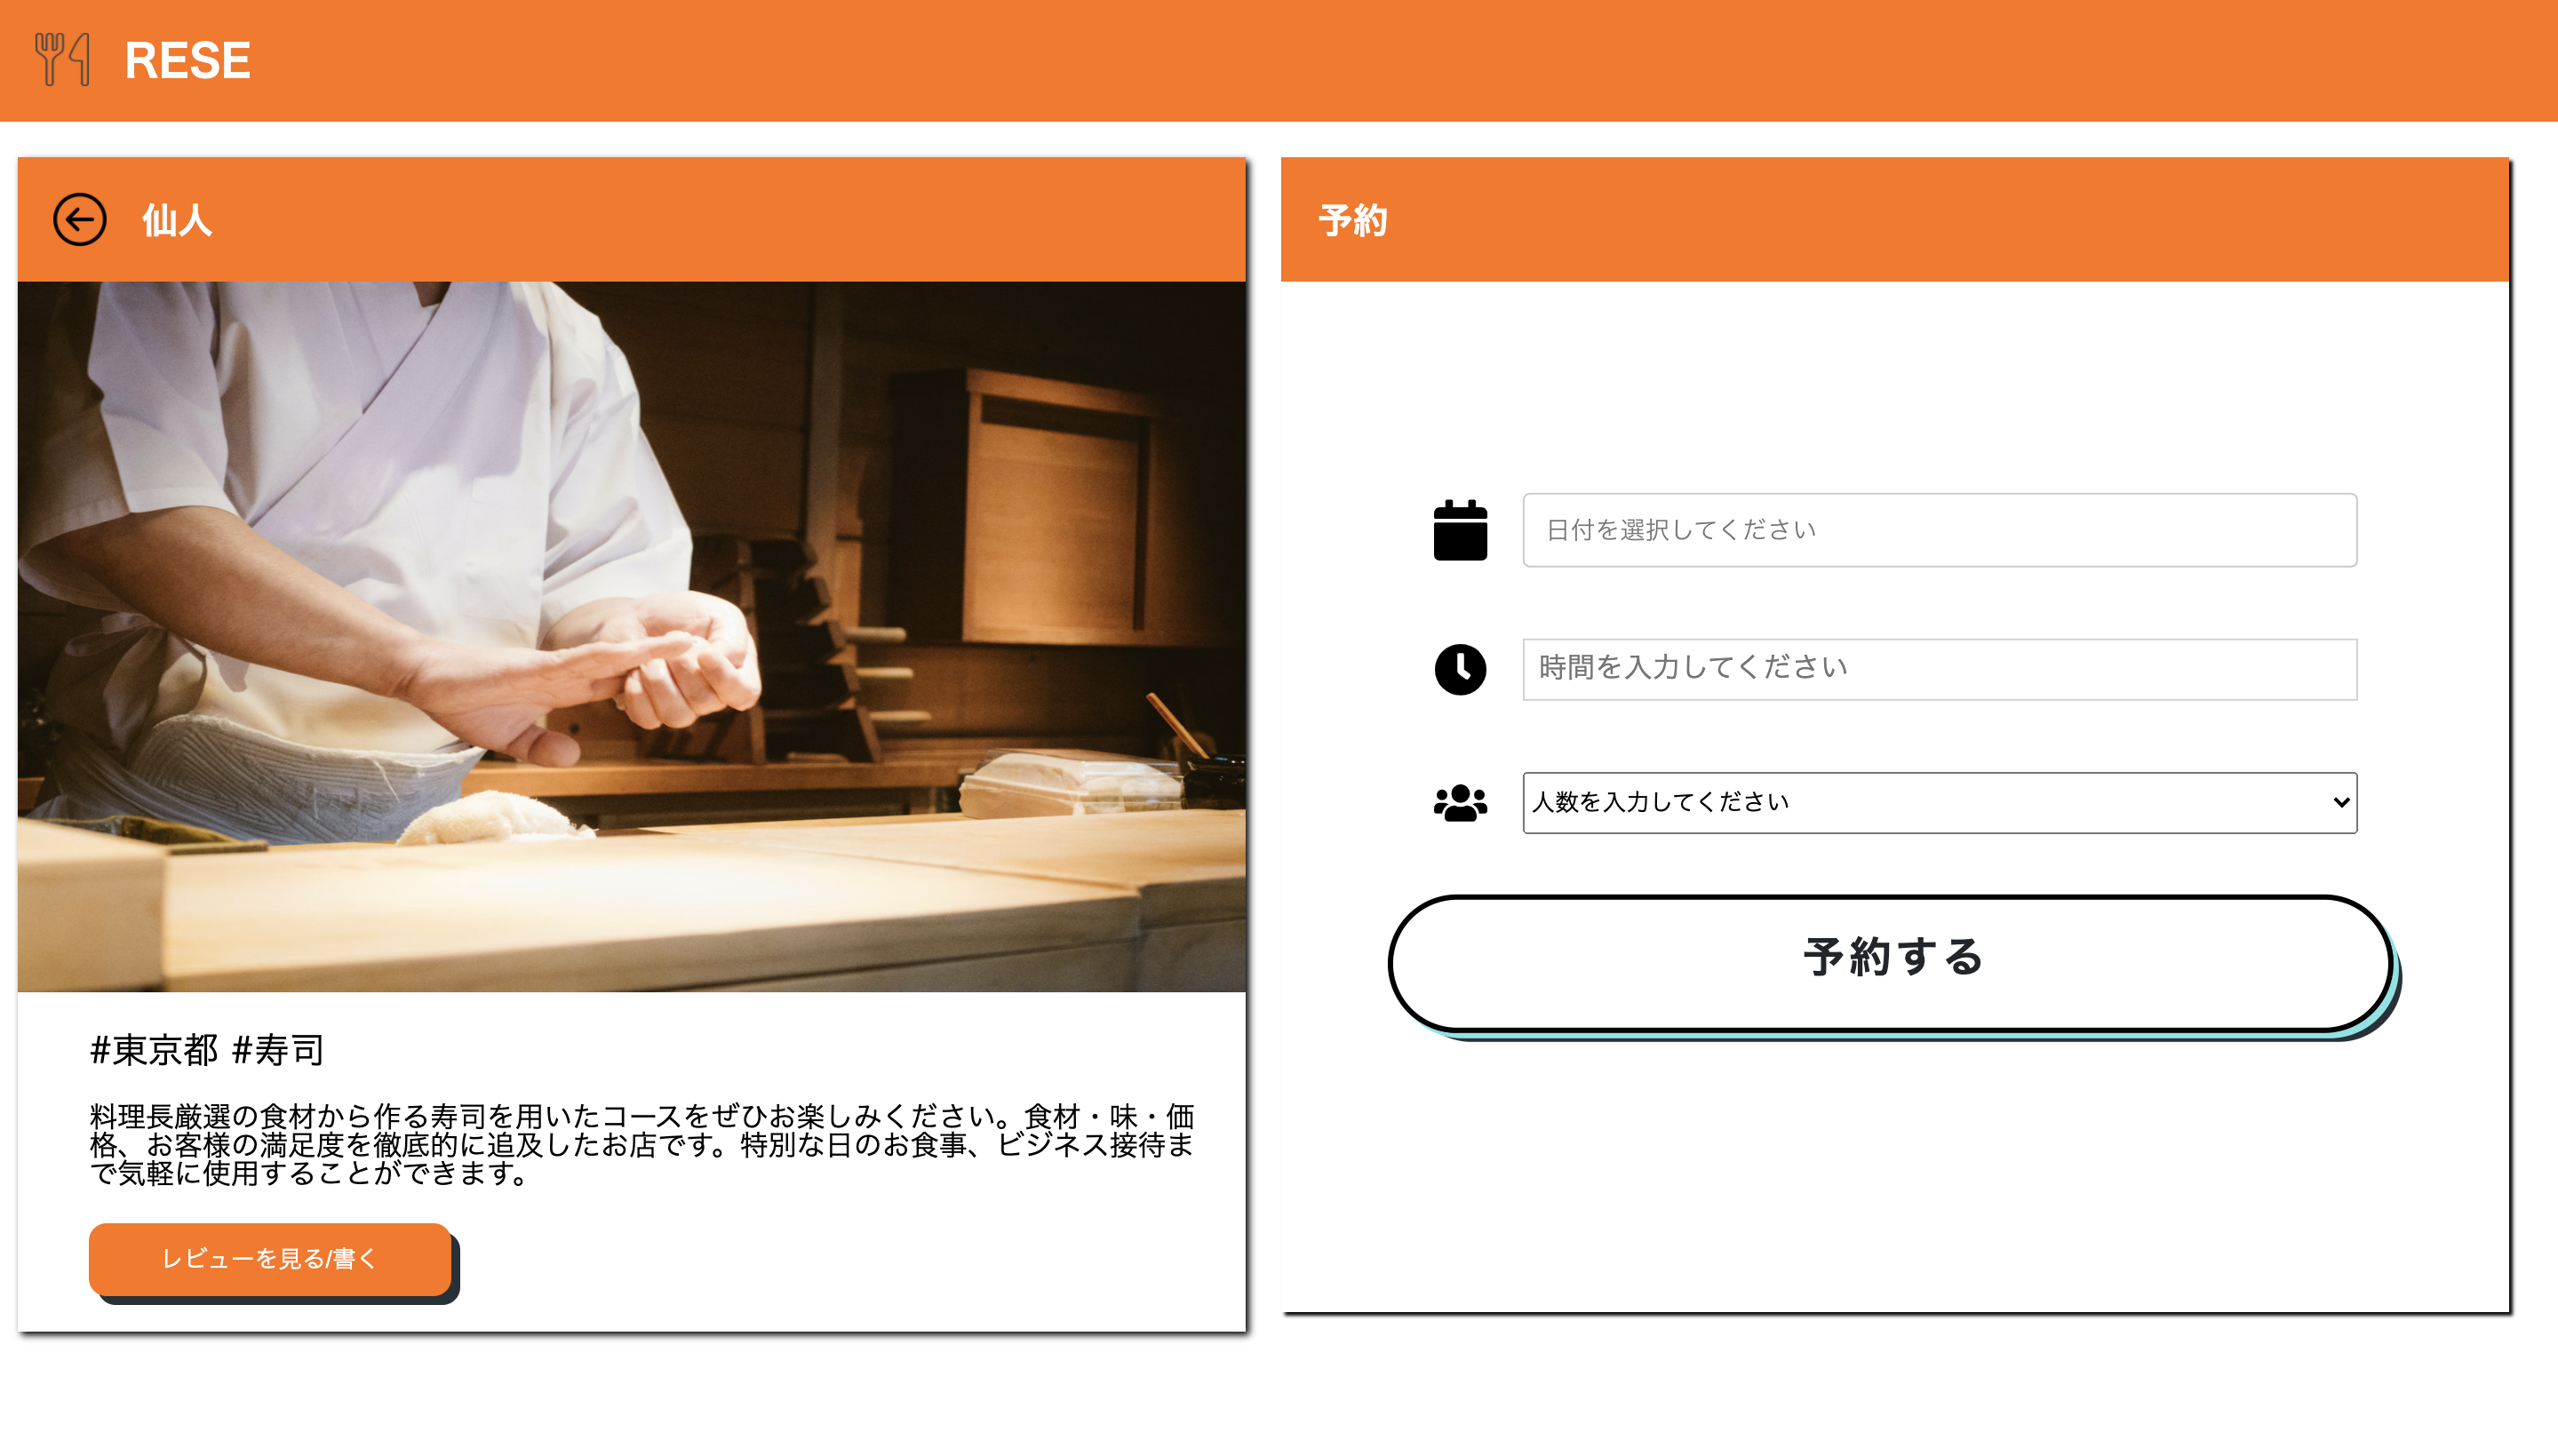 RESE
仙人
#東京都 #寿司
料理長厳選の食材から作る寿司を用いたコースをぜひお楽しみください。食材・味・価
格、お客様の満足度を徹底的に追及したお店です。特別な日のお食事、ビジネス接待ま
で気軽に使用することができます。
レビューを見る/書く
予約
日付を選択してください
時間を入力してください
人数を入力してください
予約する